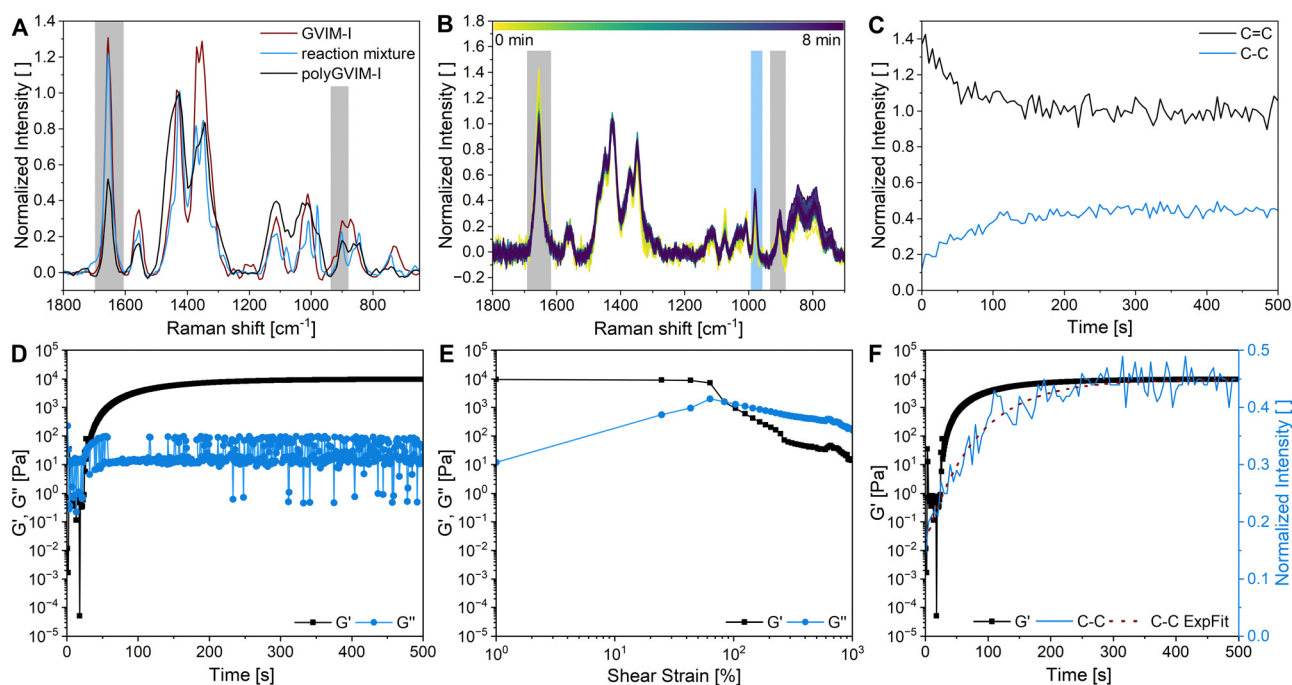 A
GVIM-I
reaction mixture
polyGVIM-I
Normalized Intensity [ ]
1.4
1.2
1.0
0.8
0.6
0.4
0.2
0.0
1800 1600 1400 1200 1000 800
Raman shift [cm⁻¹]
B
0 min 8 min
Normalized Intensity [ ]
1.8
1.6
1.4
1.2
1.0
0.8
0.6
0.4
0.2
0.0
−0.2
1800 1600 1400 1200 1000 800
Raman shift [cm⁻¹]
C
C=C
C-C
Normalized Intensity [ ]
1.4
1.2
1.0
0.8
0.6
0.4
0.2
0.0
0 100 200 300 400 500
Time [s]
D
G', G'' [Pa]
10⁵
10⁴
10³
10²
10¹
10⁰
10⁻¹
10⁻²
10⁻³
10⁻⁴
10⁻⁵
G' G''
0 100 200 300 400 500
Time [s]
E
G', G'' [Pa]
10⁵
10⁴
10³
10²
10¹
10⁰
10⁻¹
10⁻²
10⁻³
10⁻⁴
10⁻⁵
G' G''
10⁰ 10¹ 10² 10³
Shear Strain [%]
F
G' [Pa]
10⁵
10⁴
10³
10²
10¹
10⁰
10⁻¹
10⁻²
10⁻³
10⁻⁴
10⁻⁵
G' C-C C-C ExpFit
0 100 200 300 400 500
Time [s]
0.5
0.4
0.3
0.2
0.1
0.0
Normalized Intensity [ ]